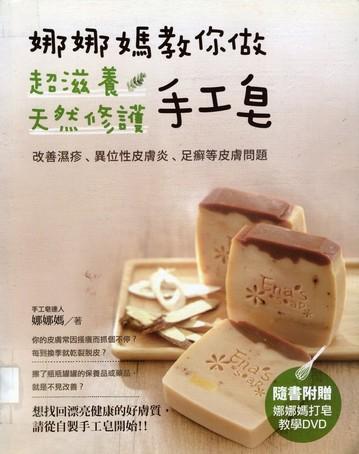 娜娜媽教你做
超滋養
天然修護
手工皂
改善濕疹、異位性皮膚炎、足癬等皮膚問題
手工皂達人
娜娜媽／著
你的皮膚常因搔癢而抓個不停？
每到換季就乾裂脫皮？
擦了瓶瓶罐罐的保養品或藥品，
就是不見改善？
想找回漂亮健康的好膚質，
請從自製手工皂開始!!
Ena's
soap
Ena's
soap
隨書附贈
娜娜媽打皂
教學DVD